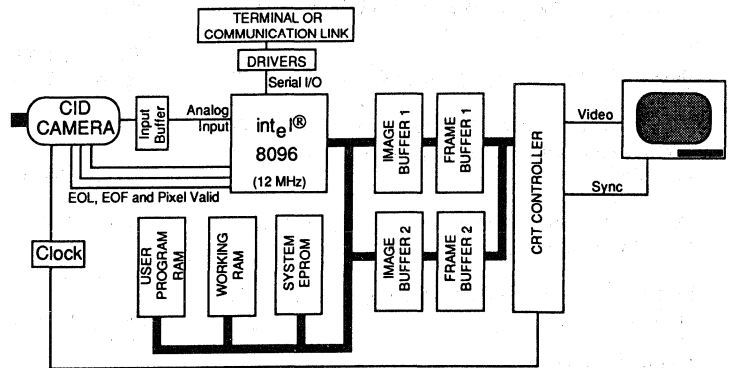 TERMINAL OR
COMMUNICATION LINK
DRIVERS
Serial I/O
CID
CAMERA
Input
Buffer
Analog
Input
intel®
8096
(12 MHz)
EOL, EOF and Pixel Valid
IMAGE
BUFFER 1
FRAME
BUFFER 1
CRT CONTROLLER
Video
Sync
Clock
USER
PROGRAM
RAM
WORKING
RAM
SYSTEM
EPROM
IMAGE
BUFFER 2
FRAME
BUFFER 2